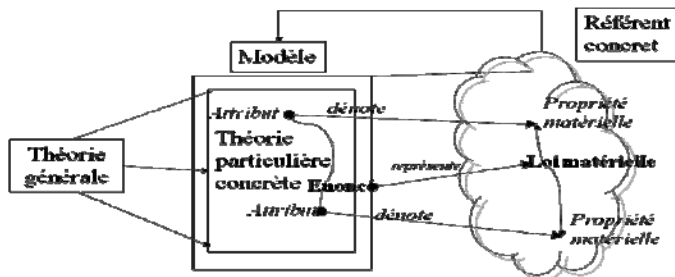 Référent
concret
Modèle
Attribut
dénote
Propriété
matérielle
Théorie
particulière
concrète
Théorie
générale
Enoncé
représente
Loi matérielle
Attribut
dénote
Propriété
matérielle